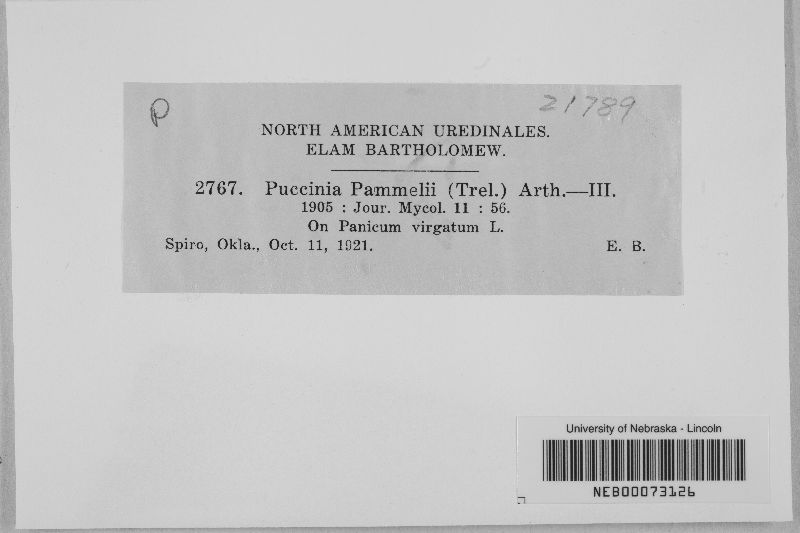 P
21789
NORTH AMERICAN UREDINALES.
ELAM BARTHOLOMEW.
2767. Puccinia Pammelii (Trel.) Arth.—III.
1905 : Jour. Mycol. 11 : 56.
On Panicum virgatum L.
Spiro, Okla., Oct. 11, 1921. E. B.
University of Nebraska - Lincoln
NEB00073126